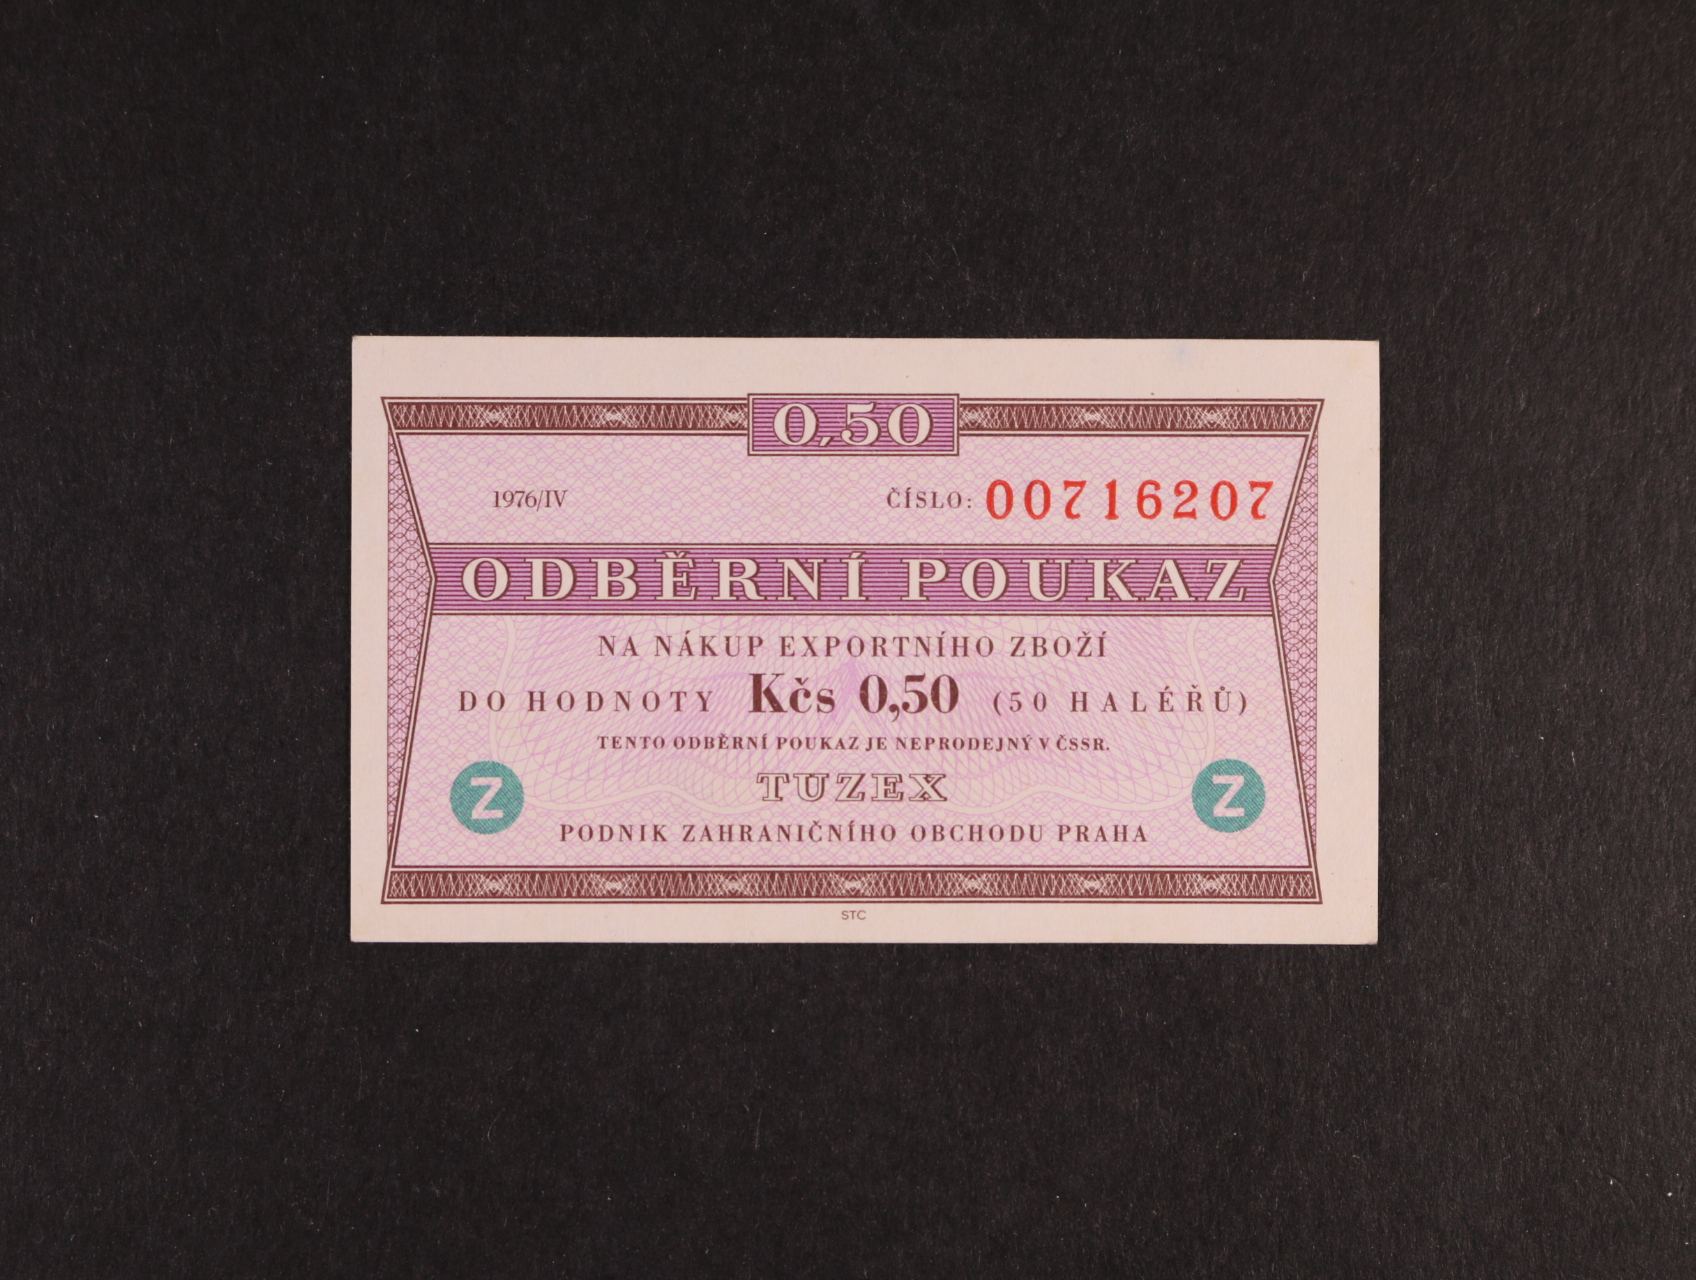 0,50
1976/IV ČÍSLO: 00716207
ODBĚRNÍ POUKAZ
NA NÁKUP EXPORTNÍHO ZBOŽÍ
DO HODNOTY Kčs 0,50 (50 HALÉŘŮ)
TENTO ODBĚRNÍ POUKAZ JE NEPRODEJNÝ V ČSSR.
Z TUZEX Z
PODNIK ZAHRANIČNÍHO OBCHODU PRAHA
STC